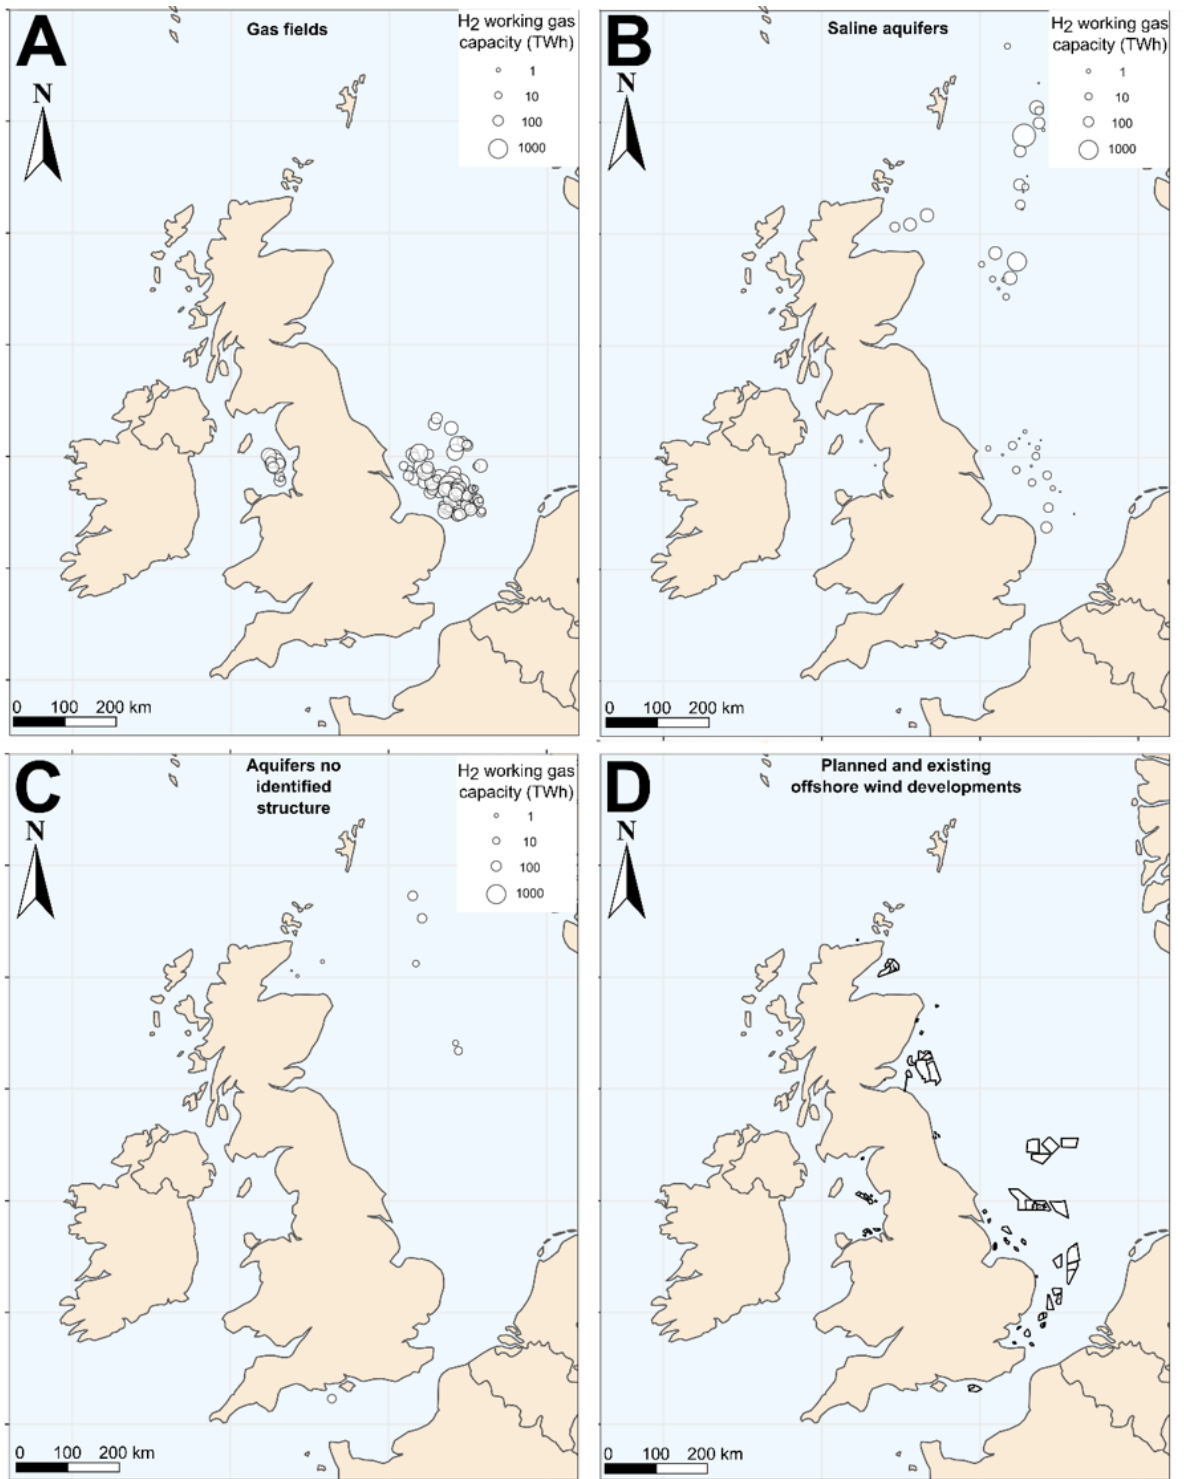 A
Gas fields
H2 working gas
capacity (TWh)
1
10
100
1000
N
0 100 200 km
B
Saline aquifers
H2 working gas
capacity (TWh)
1
10
100
1000
N
0 100 200 km
C
Aquifers no
identified
structure
H2 working gas
capacity (TWh)
1
10
100
1000
N
0 100 200 km
D
Planned and existing
offshore wind developments
N
0 100 200 km